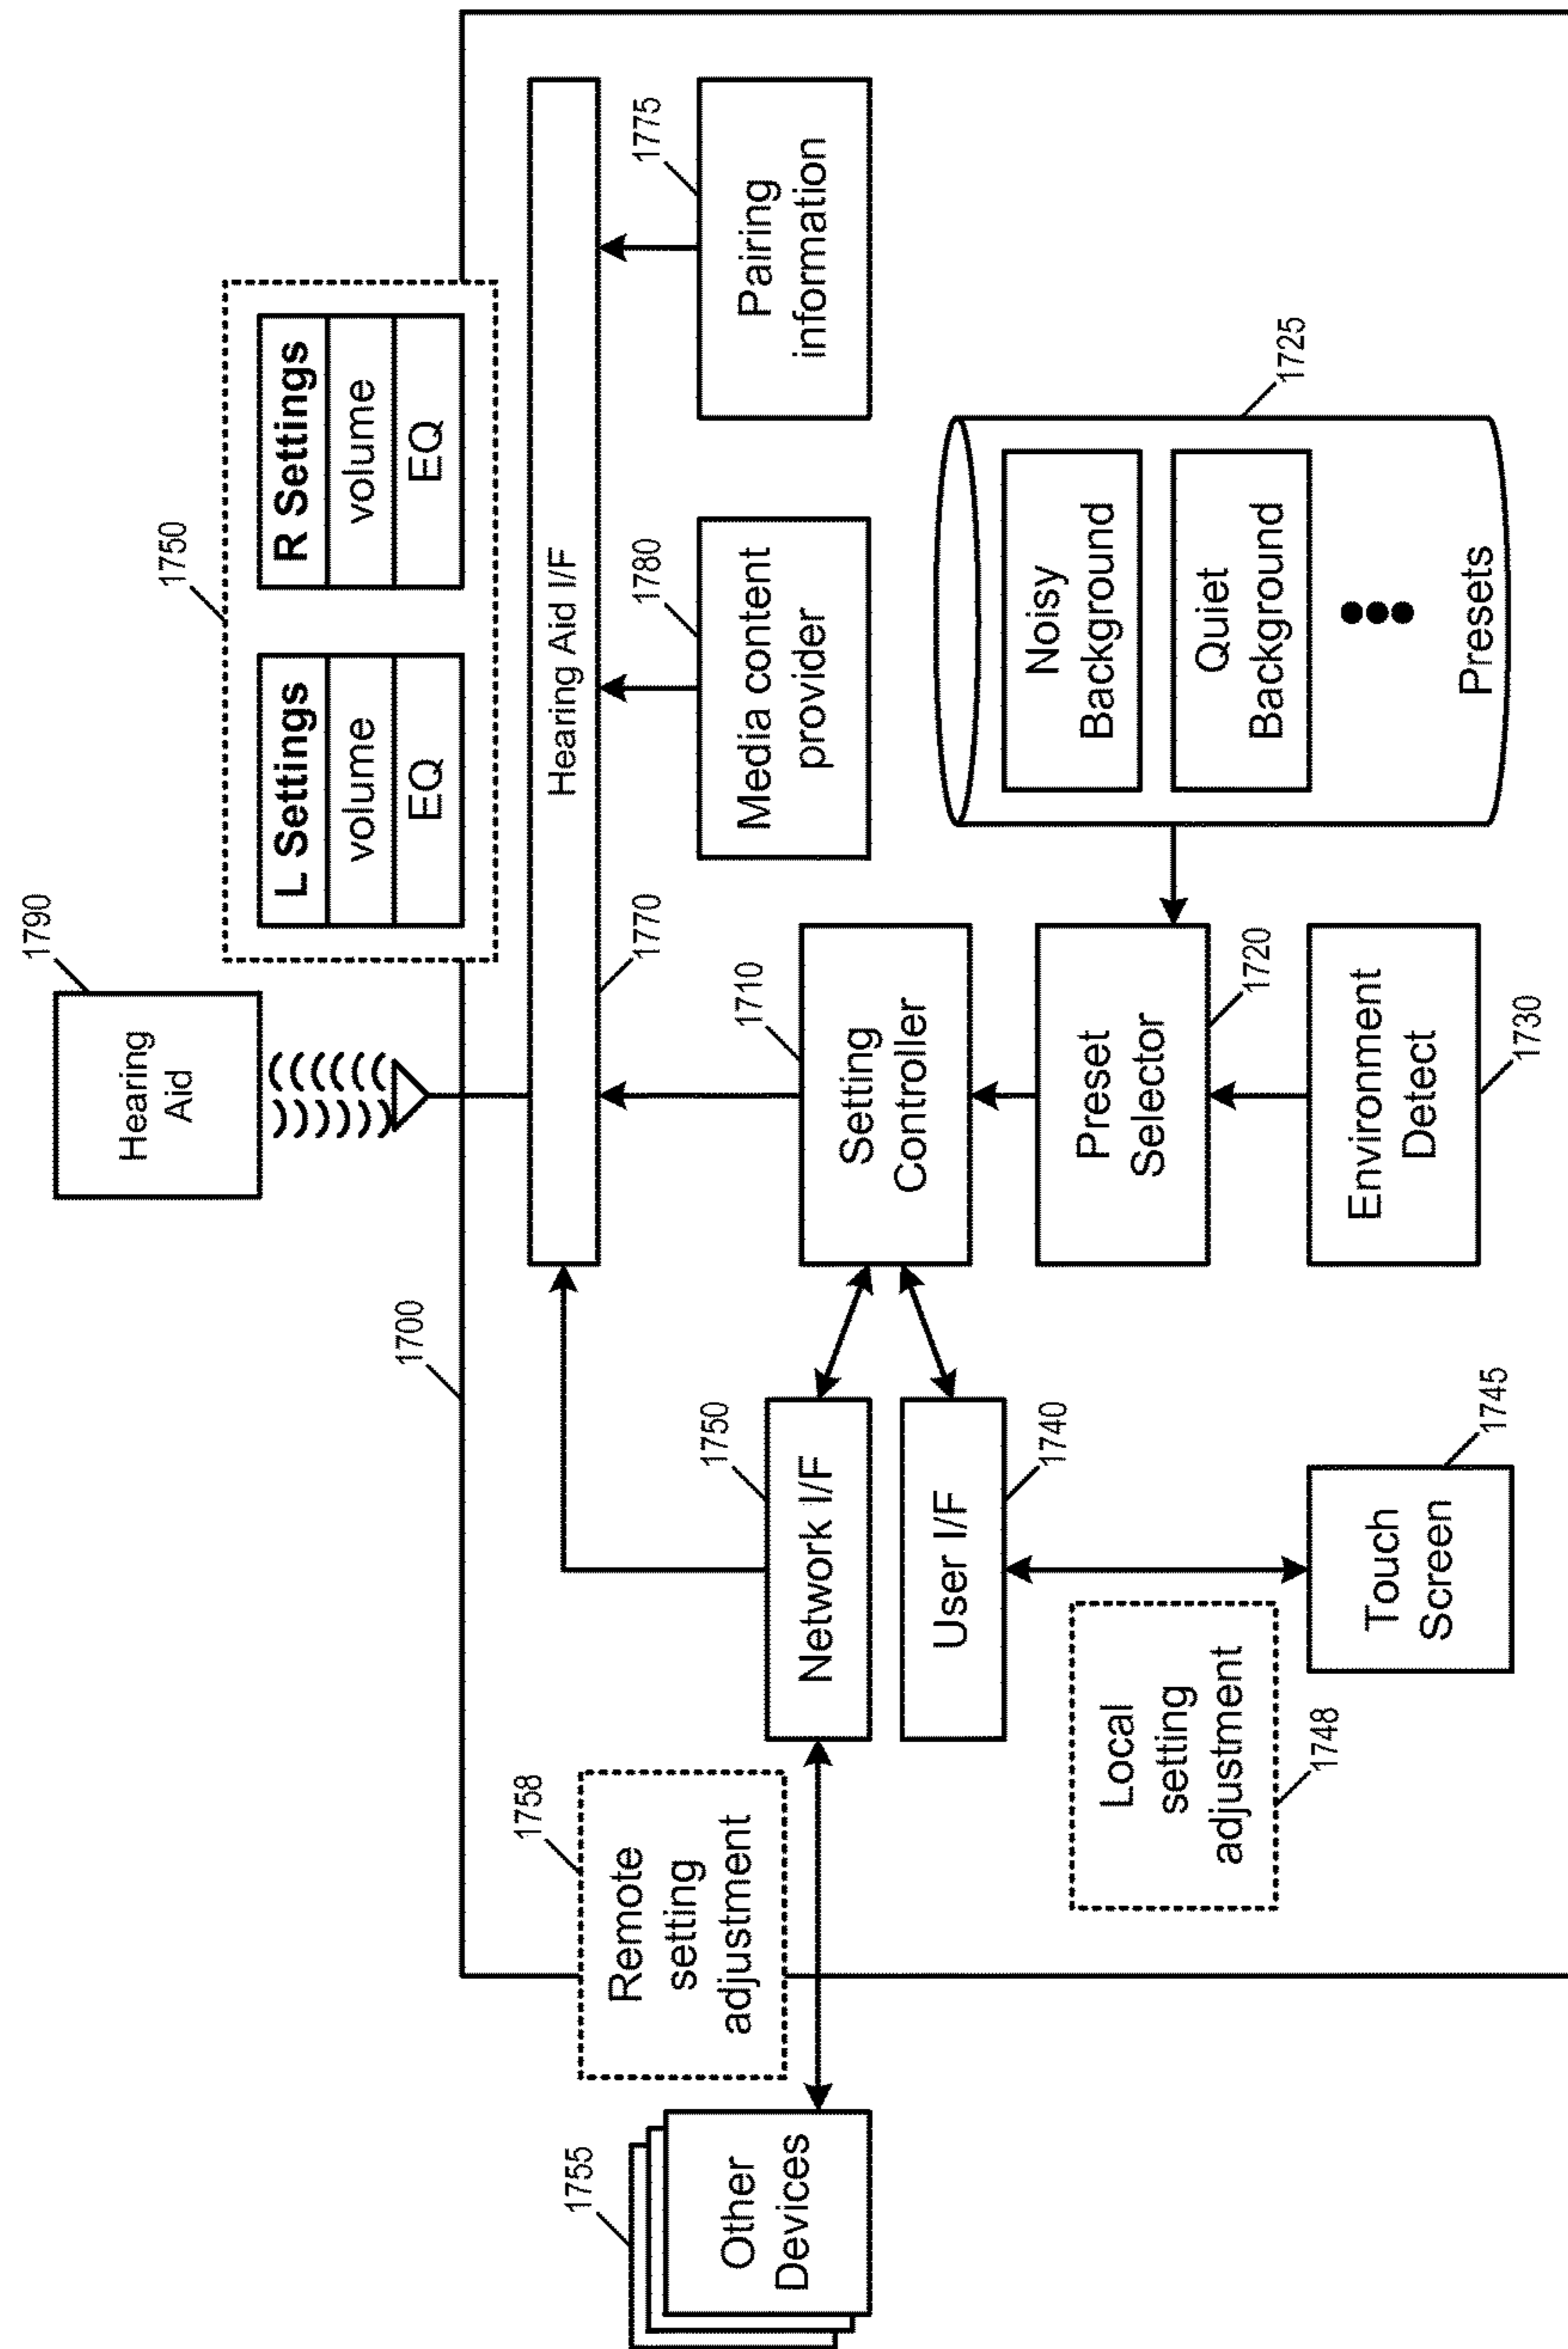 1790
Hearing
Aid
1750
L Settings
volume
EQ
R Settings
volume
EQ
1700
Hearing Aid I/F
1770
1755
Other
Devices
1758
Remote
setting
adjustment
1750
Network I/F
User I/F
1740
Local
setting
adjustment
1748
Touch
Screen
1745
1710
Setting
Controller
Preset
Selector
1720
Environment
Detect
1730
1780
Media content
provider
1775
Pairing
information
Noisy
Background
Quiet
Background
Presets
1725